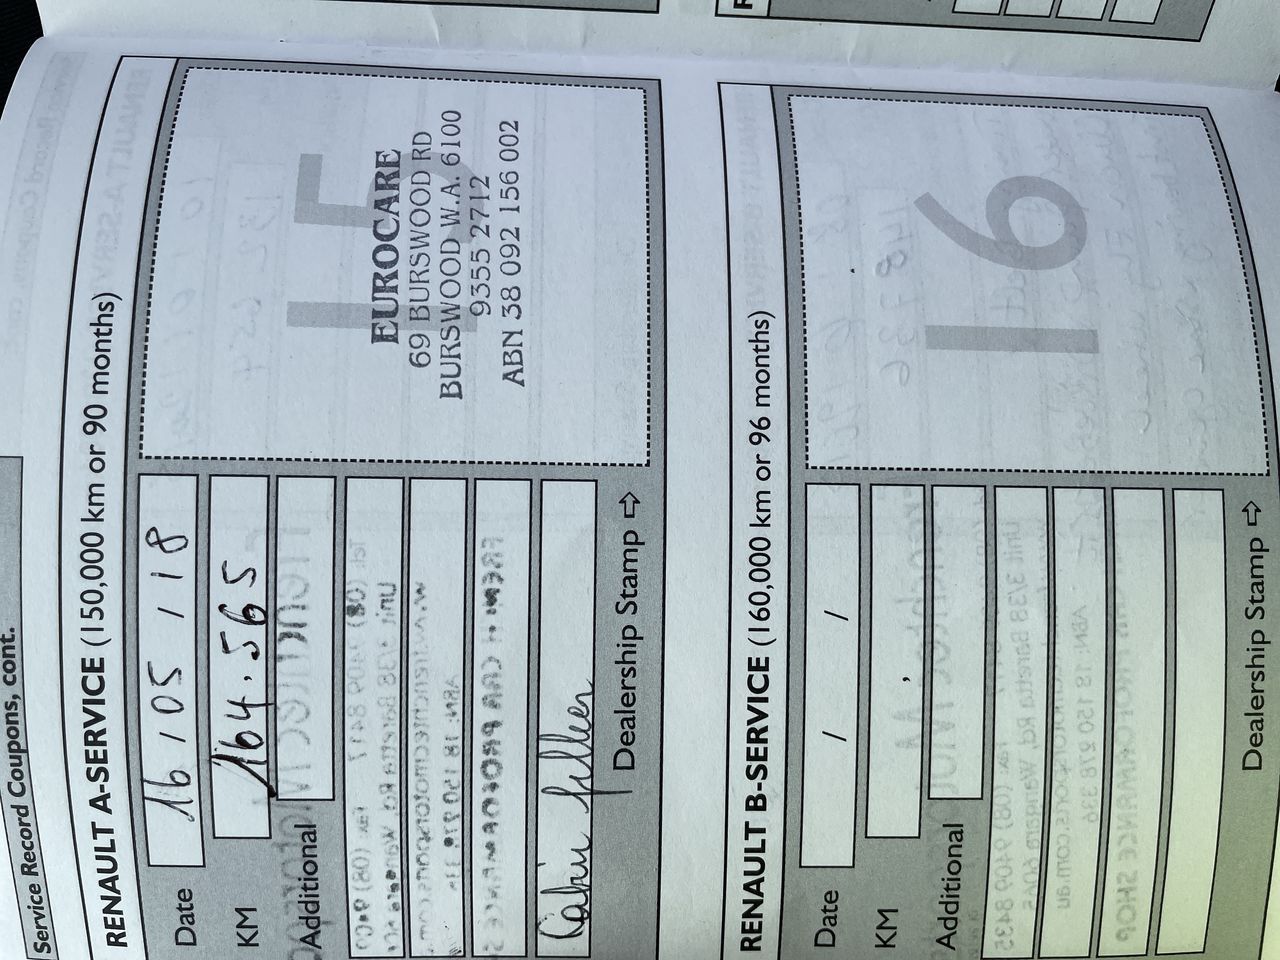 Service Record Coupons, cont.
RENAULT A-SERVICE (150,000 km or 90 months)
Date 16 / 05 / 18
KM 164.565
Additional
Cabin filter
Dealership Stamp ⇨
15
EUROCARE
69 BURSWOOD RD
BURSWOOD W.A. 6100
9355 2712
ABN 38 092 156 002
RENAULT B-SERVICE (160,000 km or 96 months)
Date / /
KM ,
Additional
Dealership Stamp ⇨
16